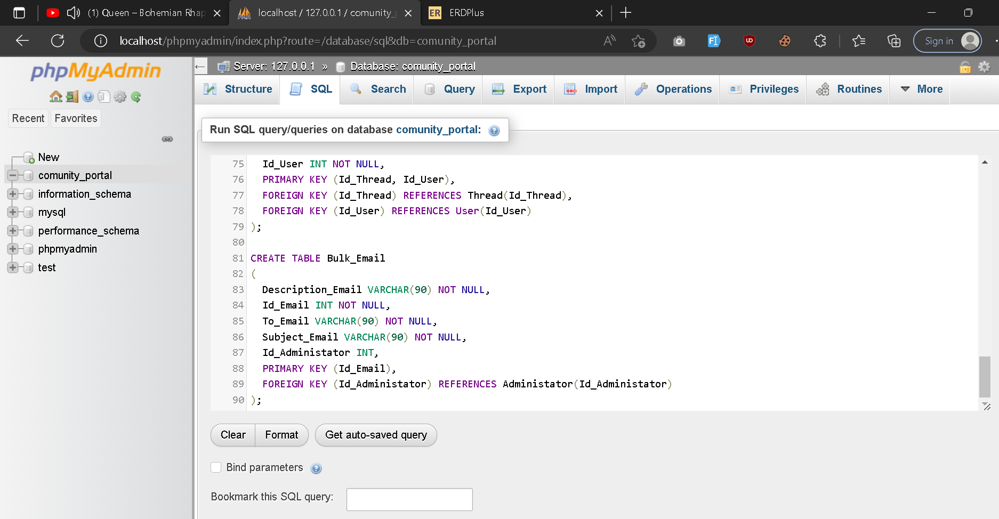 (1) Queen – Bohemian Rhap
localhost / 127.0.0.1 / comunity_
ER ERDPlus
localhost/phpmyadmin/index.php?route=/database/sql&db=comunity_portal
Sign in
phpMyAdmin
Recent
Favorites
New
comunity_portal
information_schema
mysql
performance_schema
phpmyadmin
test
Server: 127.0.0.1 » Database: comunity_portal
Structure SQL Search Query Export Import Operations Privileges Routines More
Run SQL query/queries on database comunity_portal:
75 Id_User INT NOT NULL,
76 PRIMARY KEY (Id_Thread, Id_User),
77 FOREIGN KEY (Id_Thread) REFERENCES Thread(Id_Thread),
78 FOREIGN KEY (Id_User) REFERENCES User(Id_User)
79 );
80
81 CREATE TABLE Bulk_Email
82 (
83 Description_Email VARCHAR(90) NOT NULL,
84 Id_Email INT NOT NULL,
85 To_Email VARCHAR(90) NOT NULL,
86 Subject_Email VARCHAR(90) NOT NULL,
87 Id_Administator INT,
88 PRIMARY KEY (Id_Email),
89 FOREIGN KEY (Id_Administator) REFERENCES Administator(Id_Administator)
90 );
Clear Format Get auto-saved query
Bind parameters
Bookmark this SQL query: